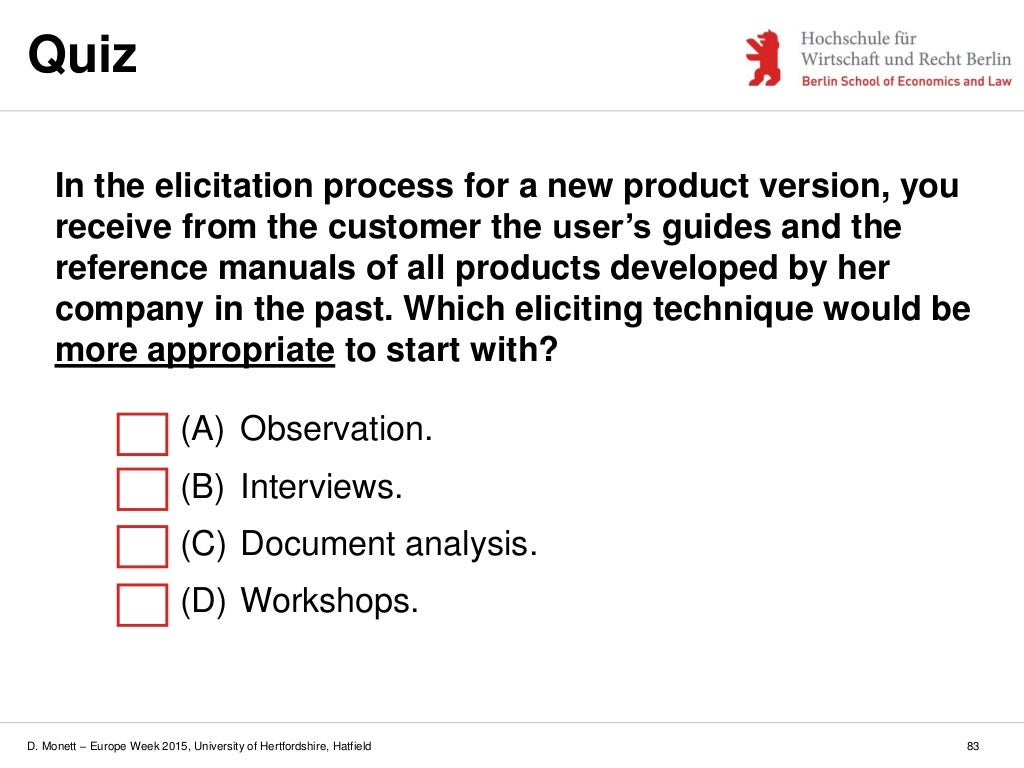 Quiz
Hochschule für
Wirtschaft und Recht Berlin
Berlin School of Economics and Law
In the elicitation process for a new product version, you
receive from the customer the user’s guides and the
reference manuals of all products developed by her
company in the past. Which eliciting technique would be
more appropriate to start with?
(A) Observation.
(B) Interviews.
(C) Document analysis.
(D) Workshops.
D. Monett – Europe Week 2015, University of Hertfordshire, Hatfield
83